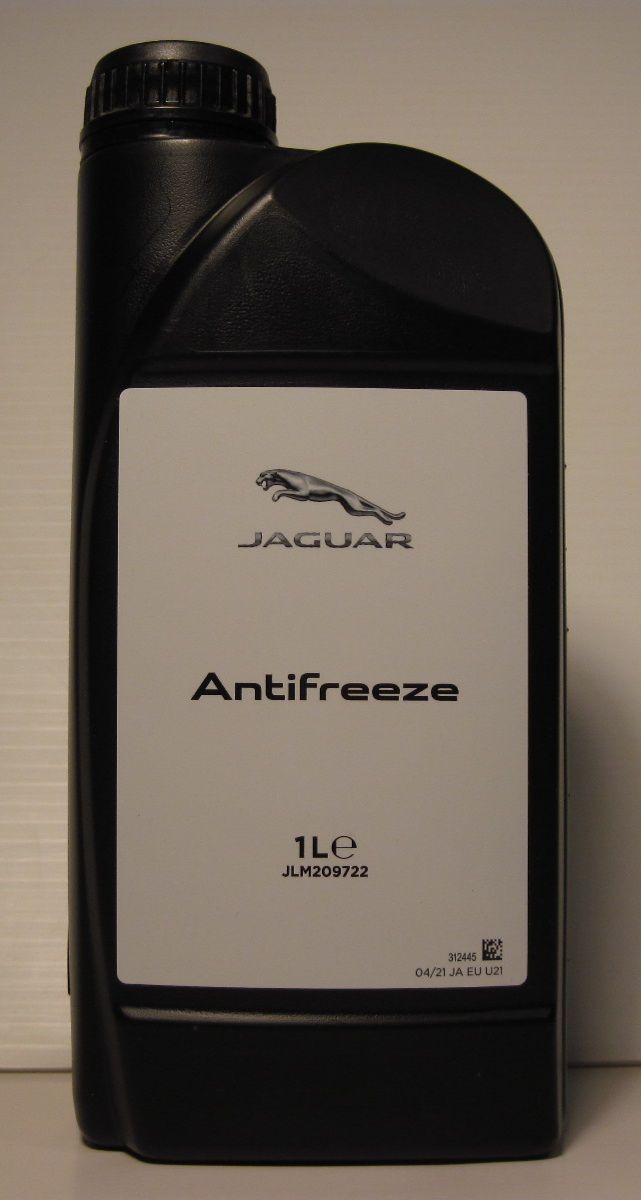 JAGUAR
Antifreeze
1L℮
JLM209722
312445
04/21 JA EU U21